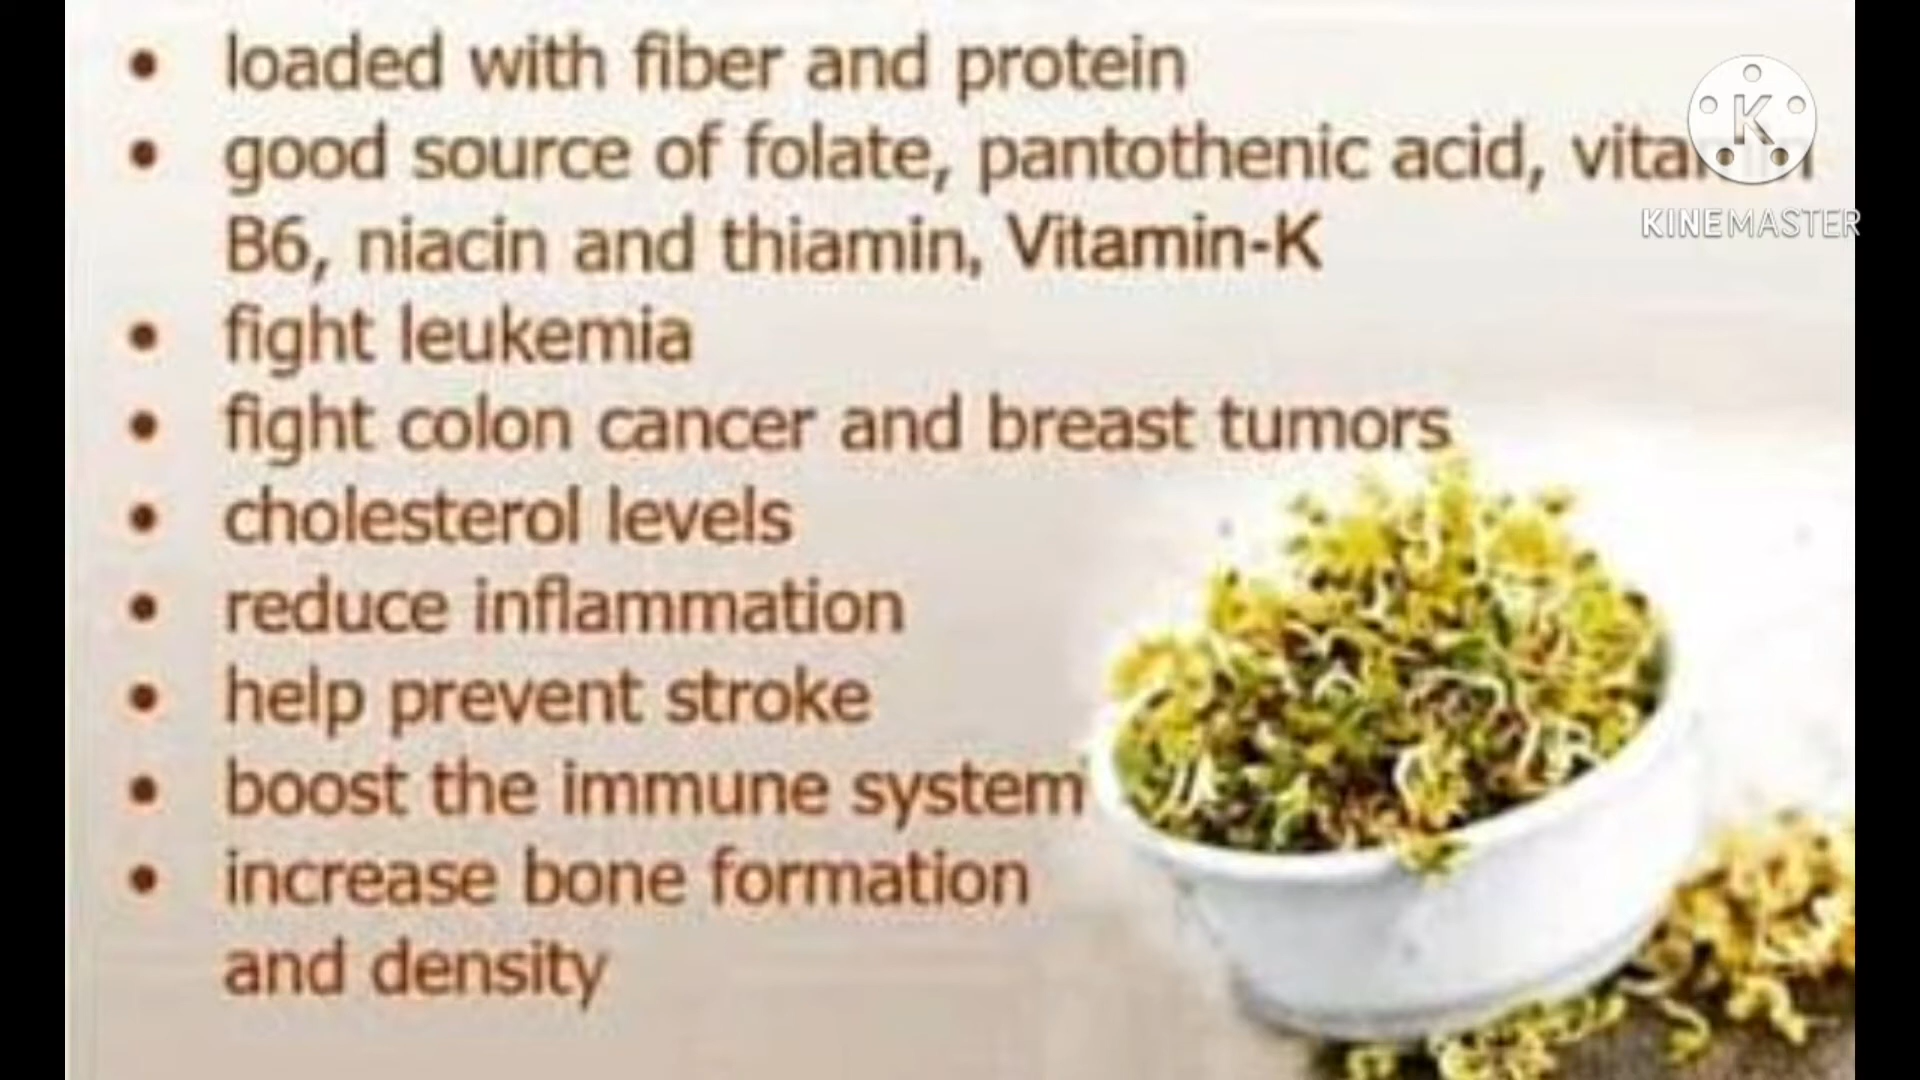 • loaded with fiber and protein
• good source of folate, pantothenic acid, vitamin
B6, niacin and thiamin, Vitamin-K
• fight leukemia
• fight colon cancer and breast tumors
• cholesterol levels
• reduce inflammation
• help prevent stroke
• boost the immune system
• increase bone formation
and density
K
KINEMASTER